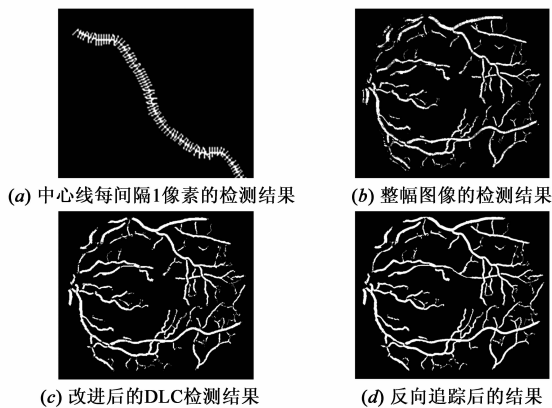 (a) 中心线每间隔1像素的检测结果
(b) 整幅图像的检测结果
(c) 改进后的DLC检测结果
(d) 反向追踪后的结果